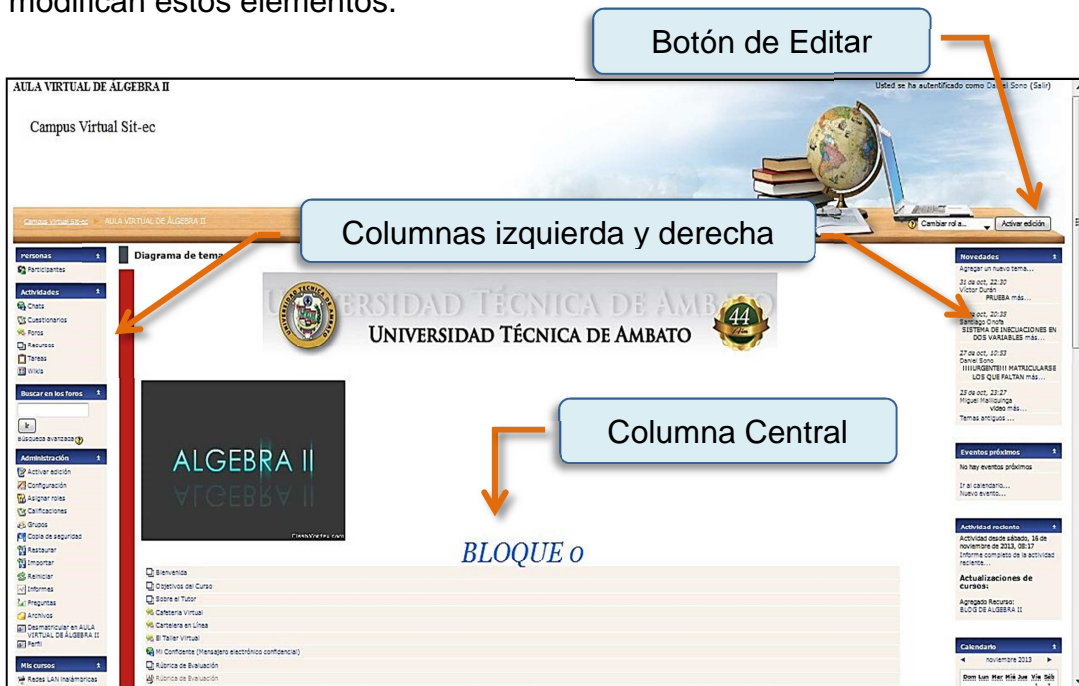 modifican estos elementos.
Botón de Editar
AULA VIRTUAL DE ÁLGEBRA II
Usted se ha autentificado como Daniel Sono (Salir)
Campus Virtual Sit-ec
Campus Virtual Sit-ec ► AULA VIRTUAL DE ÁLGEBRA II
Cambiar rol a...
Activar edición
Columnas izquierda y derecha
Personas
Participantes
Actividades
Chats
Cuestionarios
Foros
Recursos
Tareas
Wikis
Buscar en los foros
Ir
Búsqueda avanzada
Administración
Activar edición
Configuración
Asignar roles
Calificaciones
Grupos
Copia de seguridad
Restaurar
Importar
Reiniciar
Informes
Preguntas
Archivos
Desmatricular en AULA
VIRTUAL DE ÁLGEBRA II
Perfil
Mis cursos
Redes LAN Inalámbricas
Diagrama de tema
UNIVERSIDAD TÉCNICA DE AMBATO
44
ALGEBRA II
FlashVortex.com
Columna Central
BLOQUE 0
Bienvenida
Objetivos del Curso
Sobre el Tutor
Cafetería Virtual
Cartelera en Línea
El Taller Virtual
Mi Confidente (Mensajero electrónico confidencial)
Rúbrica de Evaluación
Rúbrica de Evaluación
Novedades
Agregar un nuevo tema...
31 de oct, 22:30
Víctor Durán
PRUEBA más...
de oct, 20:35
Santiago Onofa
SISTEMA DE INECUACIONES EN
DOS VARIABLES más...
27 de oct, 10:53
Daniel Sono
!!!!URGENTE!!!! MATRICULARSE
LOS QUE FALTAN más...
25 de oct, 23:27
Miguel Malliquinga
video más...
Temas antiguos ...
Eventos próximos
No hay eventos próximos
Ir al calendario...
Nuevo evento...
Actividad reciente
Actividad desde sábado, 16 de
noviembre de 2013, 08:17
Informe completo de la actividad
reciente...
Actualizaciones de
cursos:
Agregado Recurso:
BLOG DE ALGEBRA II
Calendario
◄ noviembre 2013 ►
Dom Lun Mar Mié Jue Vie Sáb